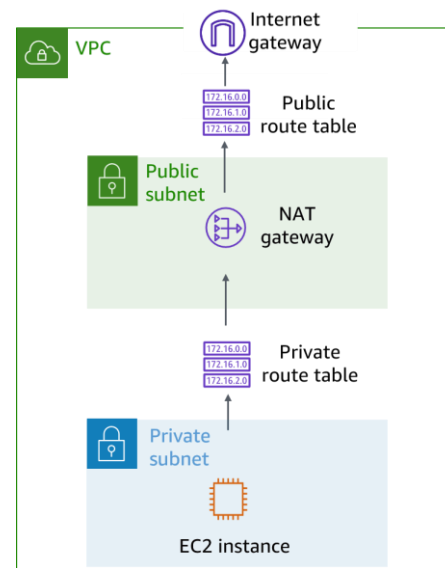 Internet
gateway
VPC
172.16.0.0
172.16.1.0
172.16.2.0
Public
route table
Public
subnet
NAT
gateway
172.16.0.0
172.16.1.0
172.16.2.0
Private
route table
Private
subnet
EC2 instance